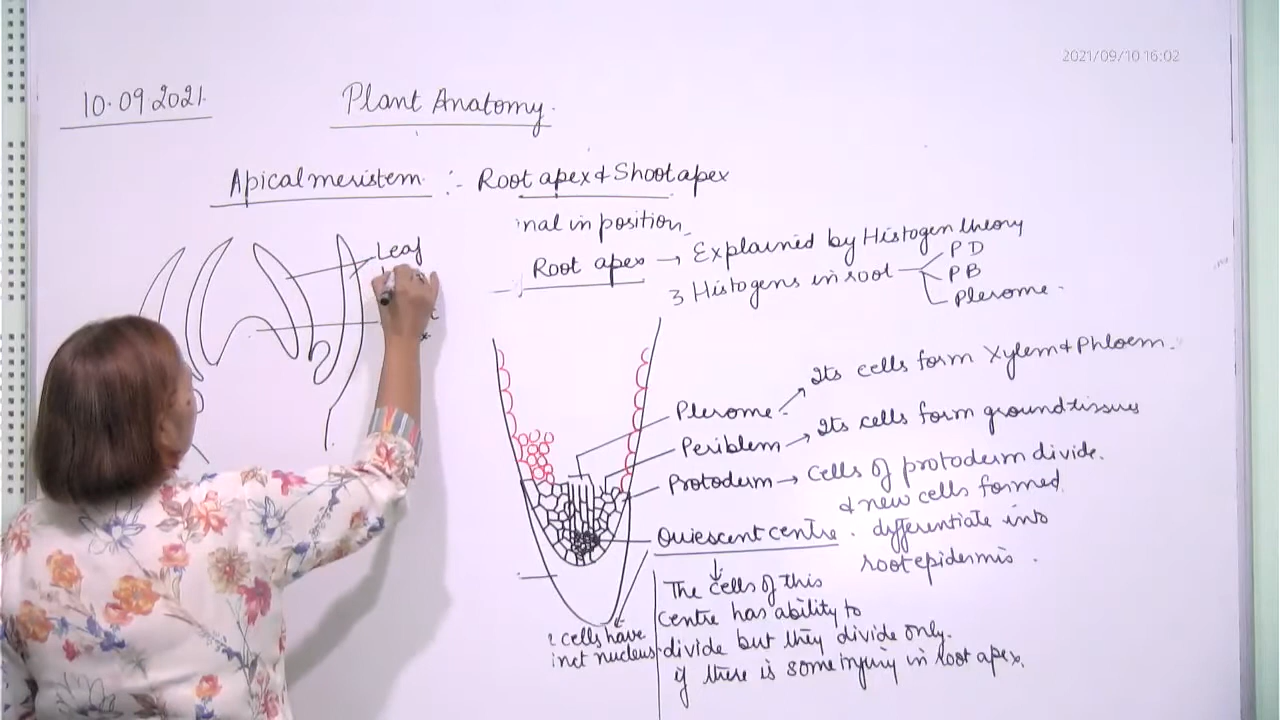 2021/09/10 16:02
10.09.2021.
Plant Anatomy.
Apical meristem :- Root apex & Shoot apex
inal in position
Root apex → Explained by Histogen theory
3 Histogens in root
PD
PB
Plerome.
Leaf
Plerome → Its cells form Xylem & Phloem.
Periblem → Its cells form ground tissues
Protoderm → Cells of protoderm divide.
& new cells formed
differentiate into
root epidermis.
Quiescent centre.
↓
The cells of this
centre has ability to
divide but they divide only.
if there is some injury in root apex.
cells have
inct nucleus